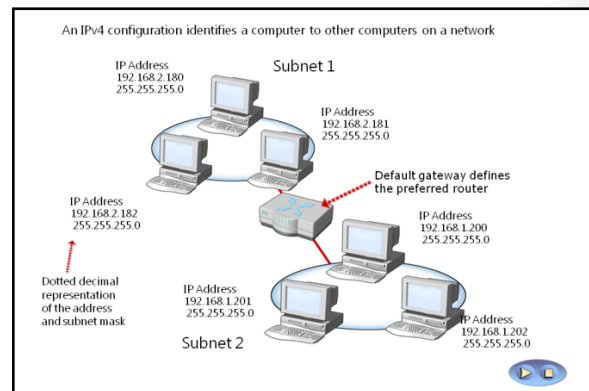 An IPv4 configuration identifies a computer to other computers on a network
Subnet 1
IP Address
192.168.2.180
255.255.255.0
IP Address
192.168.2.181
255.255.255.0
Default gateway defines
the preferred router
IP Address
192.168.2.182
255.255.255.0
IP Address
192.168.1.200
255.255.255.0
Dotted decimal
representation
of the address
and subnet mask
IP Address
192.168.1.201
255.255.255.0
IP Address
192.168.1.202
255.255.255.0
Subnet 2